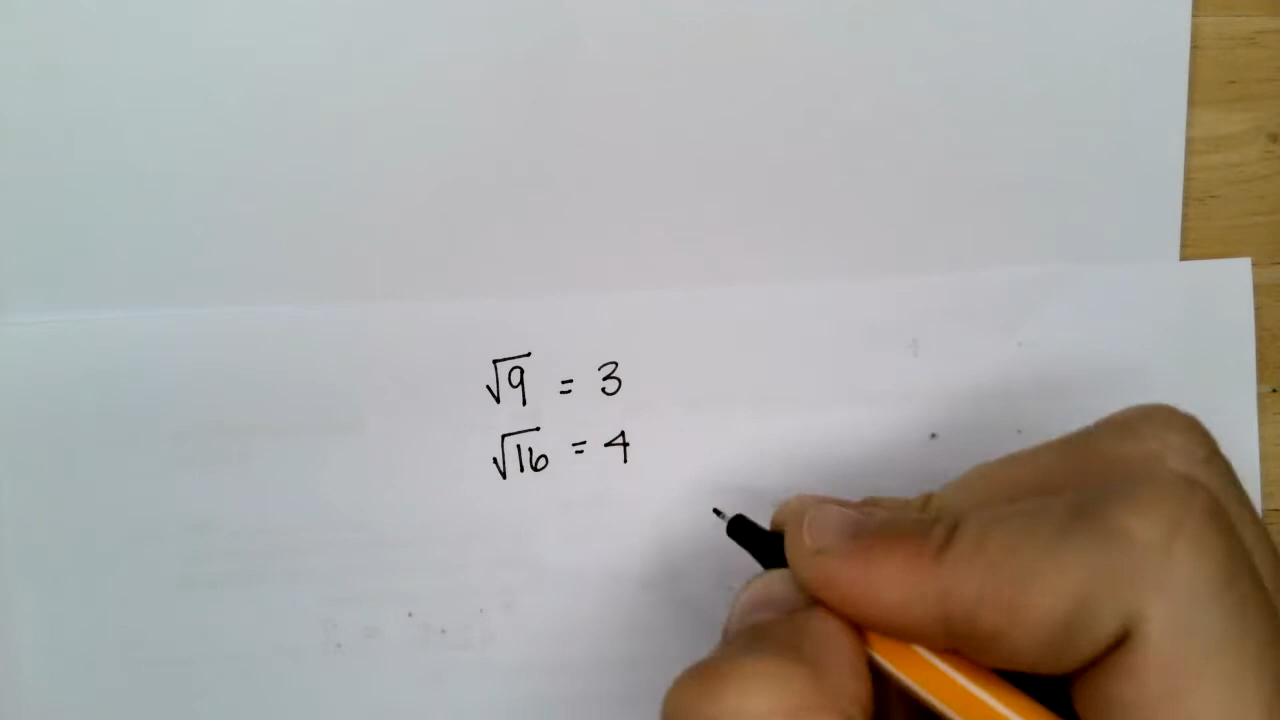 √9 = 3
√16 = 4